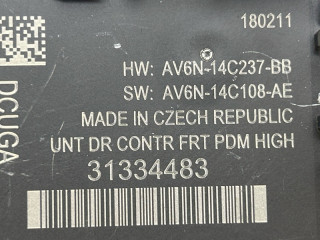 180211
HW: AV6N-14C237-BB
SW: AV6N-14C108-AE
MADE IN CZECH REPUBLIC
UNT DR CONTR FRT PDM HIGH
31334483
DCUGA